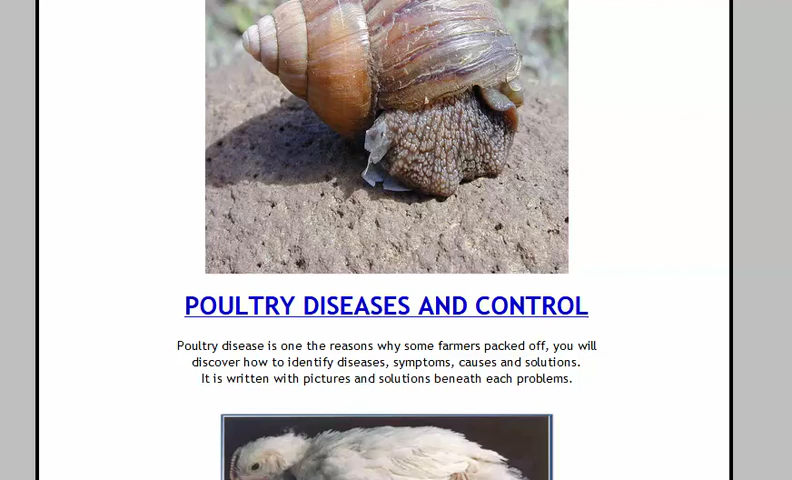 POULTRY DISEASES AND CONTROL
Poultry disease is one the reasons why some farmers packed off, you will
discover how to identify diseases, symptoms, causes and solutions.
It is written with pictures and solutions beneath each problems.